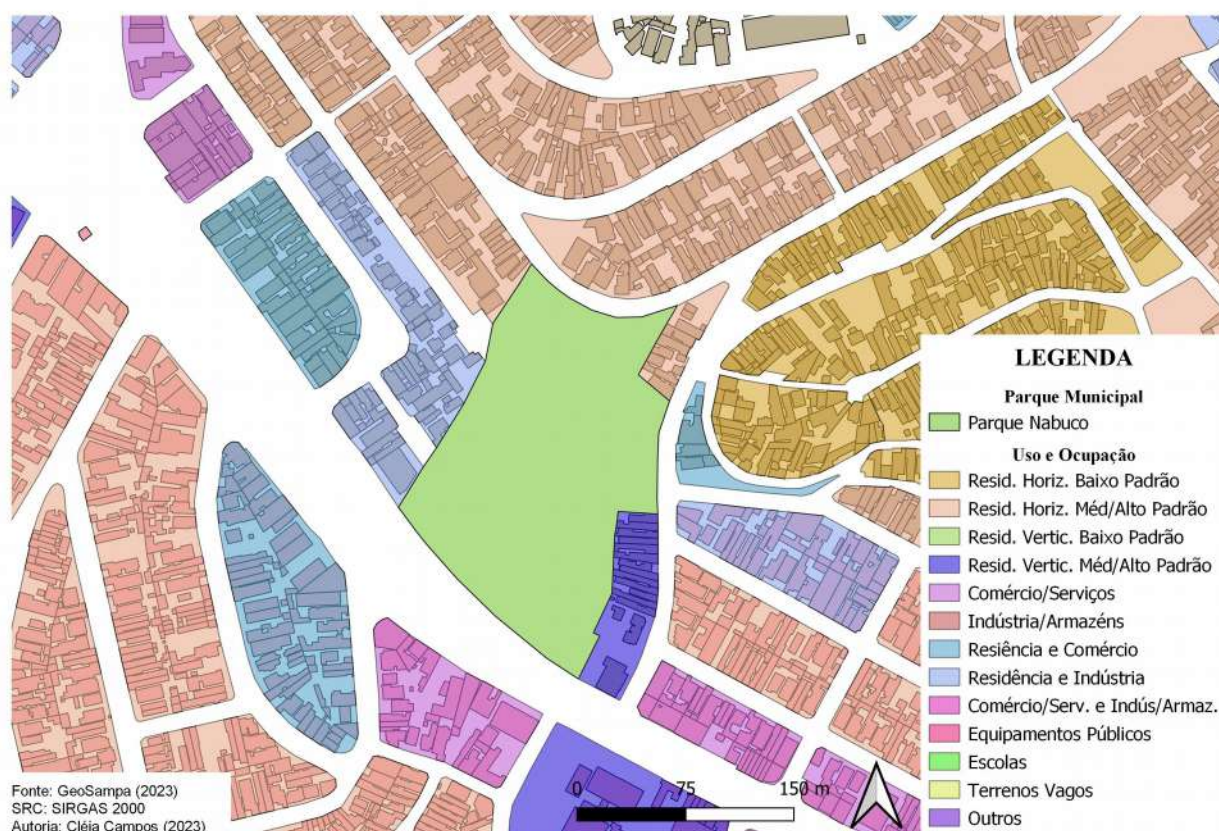 LEGENDA
Parque Municipal
Parque Nabuco
Uso e Ocupação
Resid. Horiz. Baixo Padrão
Resid. Horiz. Méd/Alto Padrão
Resid. Vertic. Baixo Padrão
Resid. Vertic. Méd/Alto Padrão
Comércio/Serviços
Indústria/Armazéns
Resiência e Comércio
Residência e Indústria
Comércio/Serv. e Indús/Armaz.
Equipamentos Públicos
Escolas
Terrenos Vagos
Outros
0 75 150 m
Fonte: GeoSampa (2023)
SRC: SIRGAS 2000
Autoria: Cléia Campos (2023)